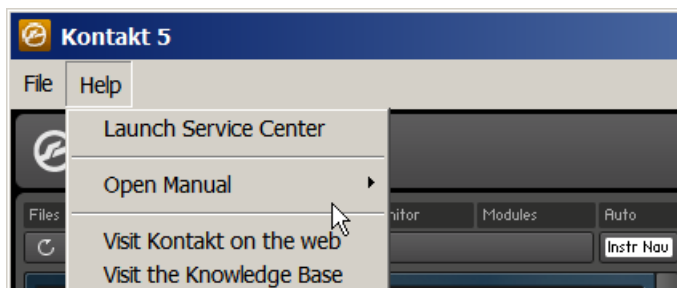 Kontakt 5
File Help
Launch Service Center
Open Manual
Files nitor Modules Auto
Visit Kontakt on the web
Instr Nav
Visit the Knowledge Base